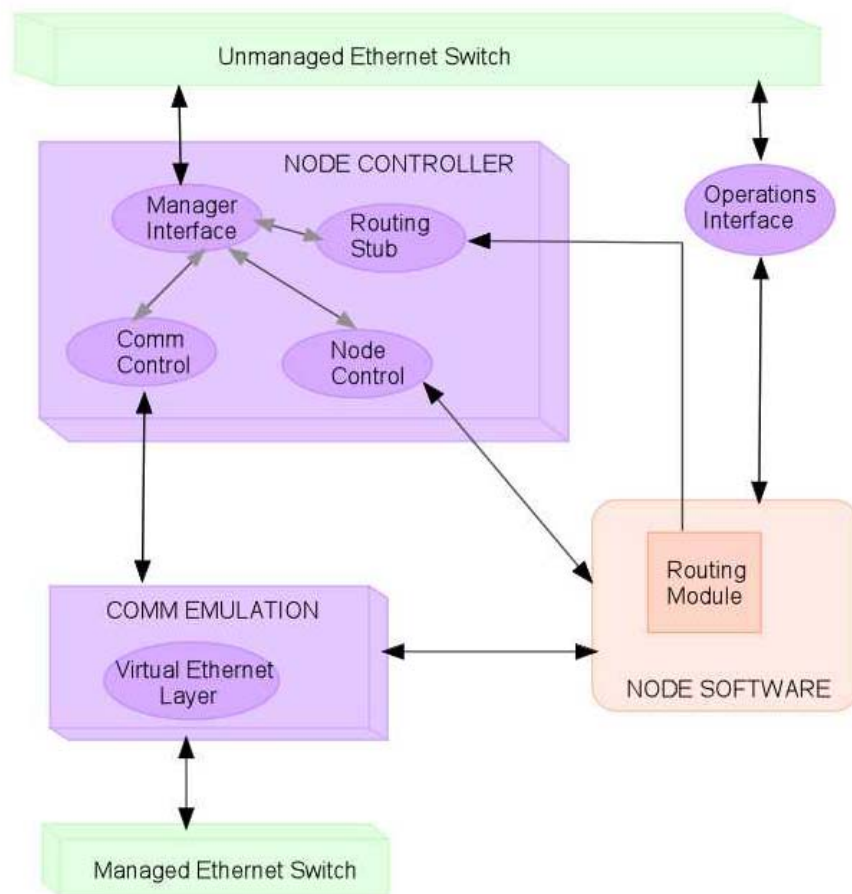 Unmanaged Ethernet Switch
NODE CONTROLLER
Manager
Interface
Routing
Stub
Operations
Interface
Comm
Control
Node
Control
Routing
Module
COMM EMULATION
Virtual Ethernet
Layer
NODE SOFTWARE
Managed Ethernet Switch